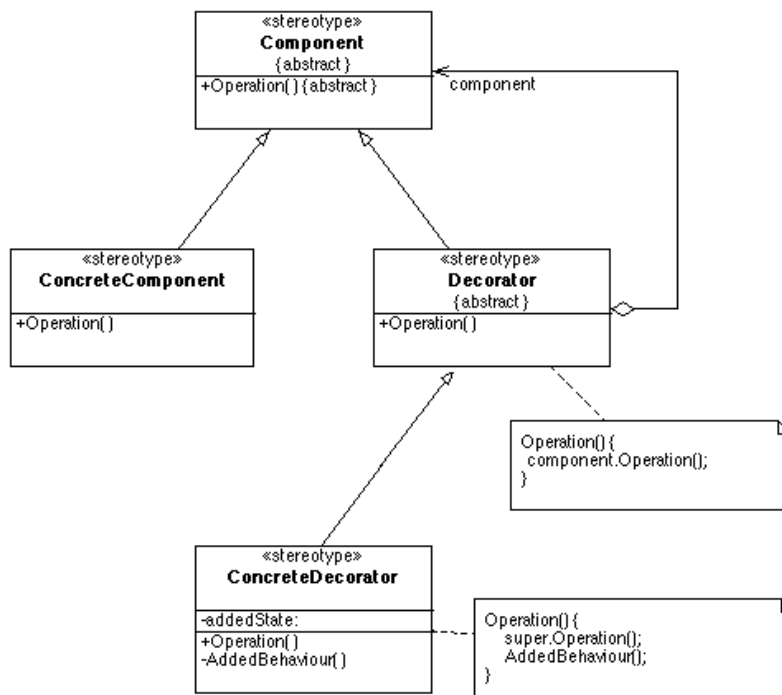 «stereotype»
Component
{abstract}
+Operation(){abstract}
component
«stereotype»
ConcreteComponent
+Operation()
«stereotype»
Decorator
{abstract}
+Operation()
Operation(){
component.Operation();
}
«stereotype»
ConcreteDecorator
-addedState:
+Operation()
-AddedBehaviour()
Operation(){
super.Operation();
AddedBehaviour();
}